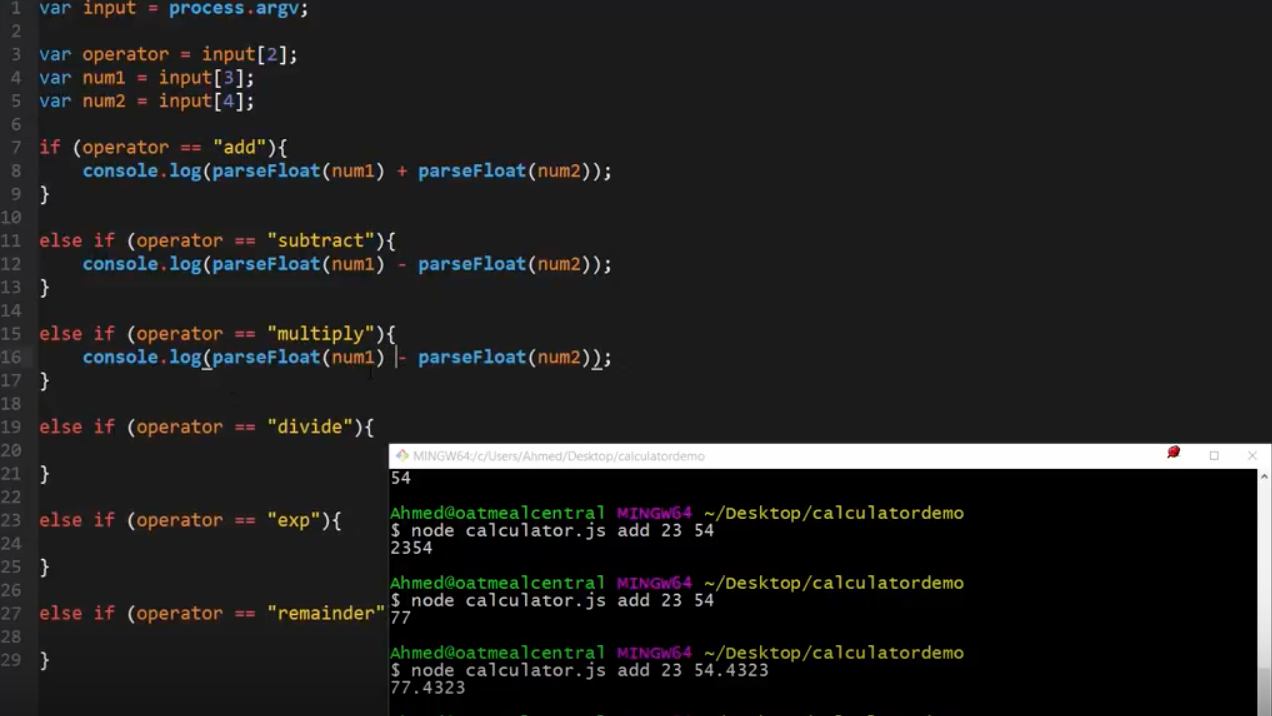 1 var input = process.argv;
2
3 var operator = input[2];
4 var num1 = input[3];
5 var num2 = input[4];
6
7 if (operator == "add"){
8     console.log(parseFloat(num1) + parseFloat(num2));
9 }
10
11 else if (operator == "subtract"){
12     console.log(parseFloat(num1) - parseFloat(num2));
13 }
14
15 else if (operator == "multiply"){
16     console.log(parseFloat(num1) - parseFloat(num2));
17 }
18
19 else if (operator == "divide"){
20
21 }
22
23 else if (operator == "exp"){
24
25 }
26
27 else if (operator == "remainder"
28
29 }
MINGW64:/c/Users/Ahmed/Desktop/calculatordemo
54
Ahmed@oatmealcentral MINGW64 ~/Desktop/calculatordemo
$ node calculator.js add 23 54
2354
Ahmed@oatmealcentral MINGW64 ~/Desktop/calculatordemo
$ node calculator.js add 23 54
77
Ahmed@oatmealcentral MINGW64 ~/Desktop/calculatordemo
$ node calculator.js add 23 54.4323
77.4323